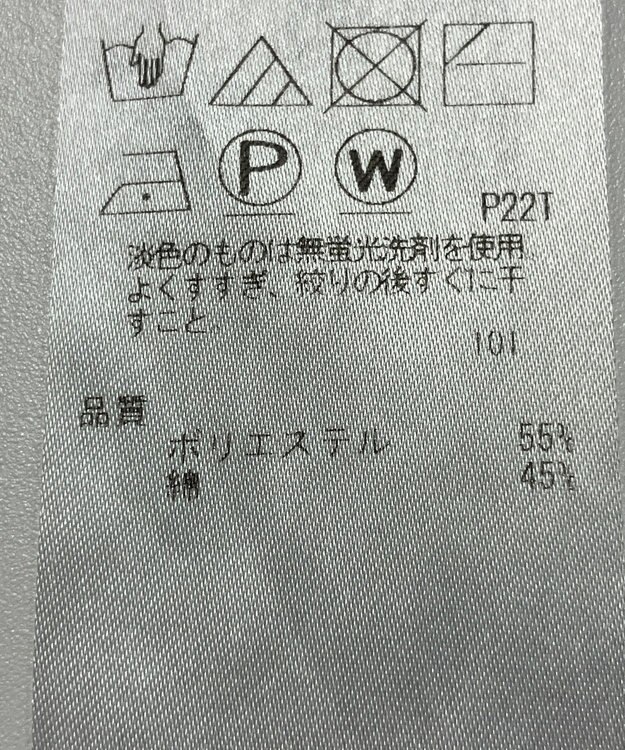 P W
P22T
淡色のものは無蛍光洗剤を使用
よくすすぎ、絞りの後すぐに干
すこと
101
品質
ポリエステル 55%
綿 45%